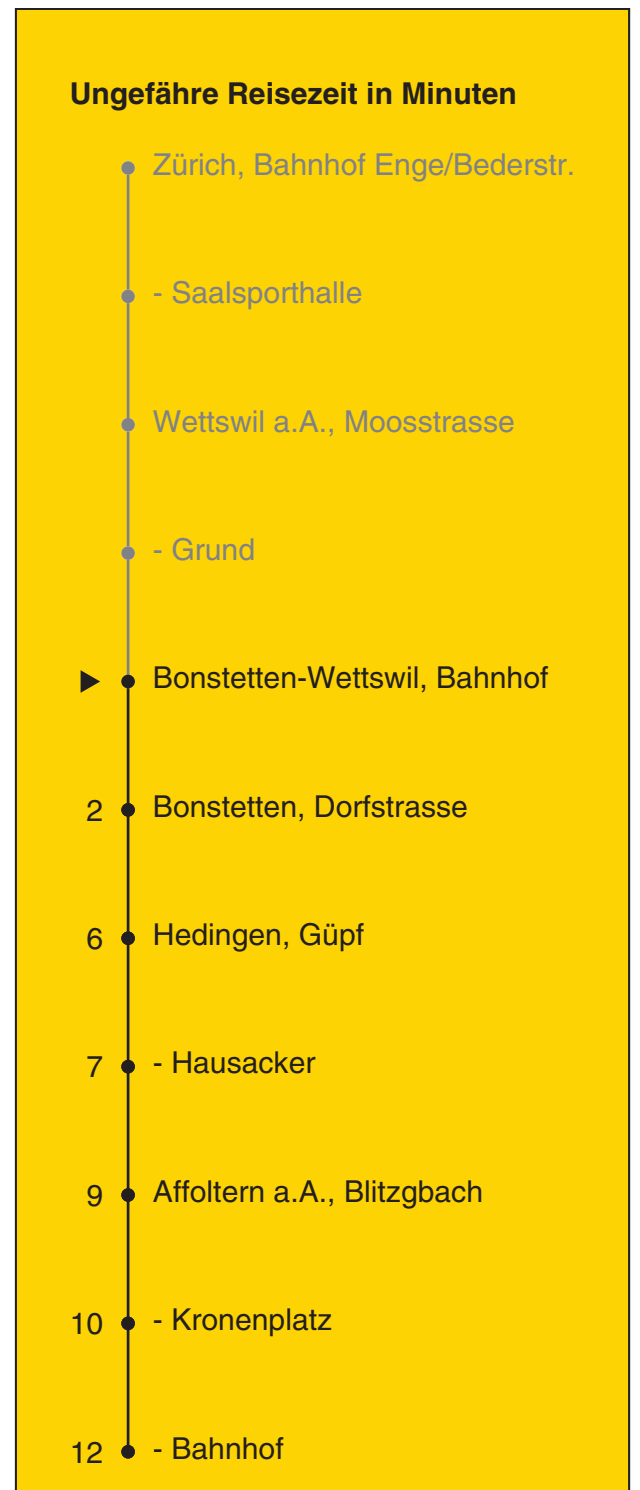 Ungefähre Reisezeit in Minuten
Zürich, Bahnhof Enge/Bederstr.
- Saalsporthalle
Wettswil a.A., Moosstrasse
- Grund
Bonstetten-Wettswil, Bahnhof
2 Bonstetten, Dorfstrasse
6 Hedingen, Güpf
7 - Hausacker
9 Affoltern a.A., Blitzgbach
10 - Kronenplatz
12 - Bahnhof